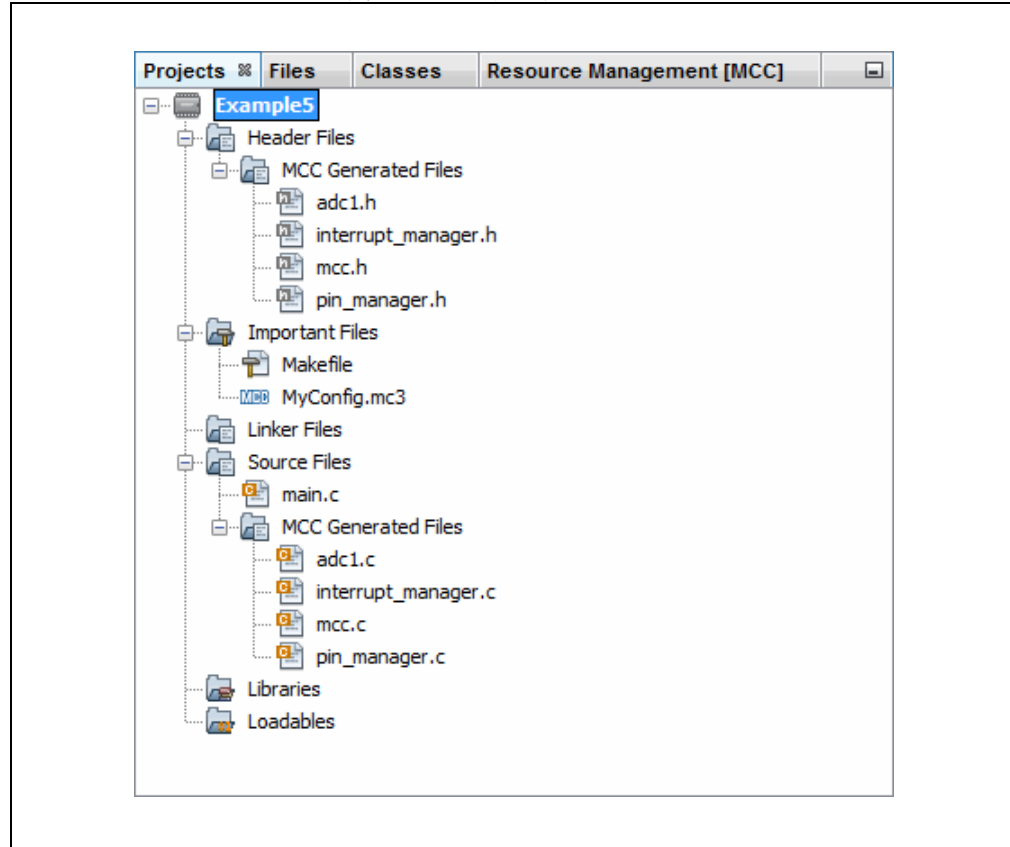 Projects Files Classes Resource Management [MCC]
Example5
Header Files
MCC Generated Files
adc1.h
interrupt_manager.h
mcc.h
pin_manager.h
Important Files
Makefile
MCC MyConfig.mc3
Linker Files
Source Files
main.c
MCC Generated Files
adc1.c
interrupt_manager.c
mcc.c
pin_manager.c
Libraries
Loadables